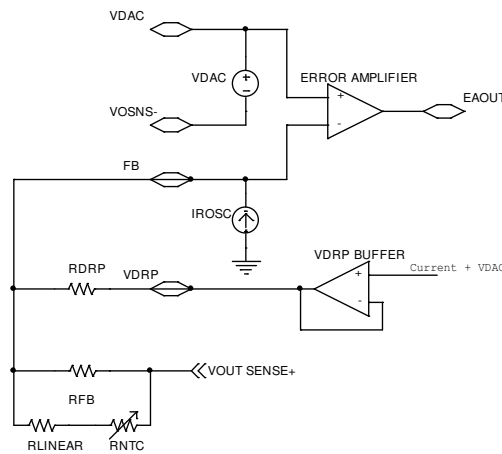 VDAC
VDAC
ERROR AMPLIFIER
+
-
EAOUT
VOSNS-
+
-
FB
IROSC
VDRP BUFFER
RDRP
VDRP
+
-
Current + VDAC
VOUT SENSE+
RFB
RLINEAR
RNTC